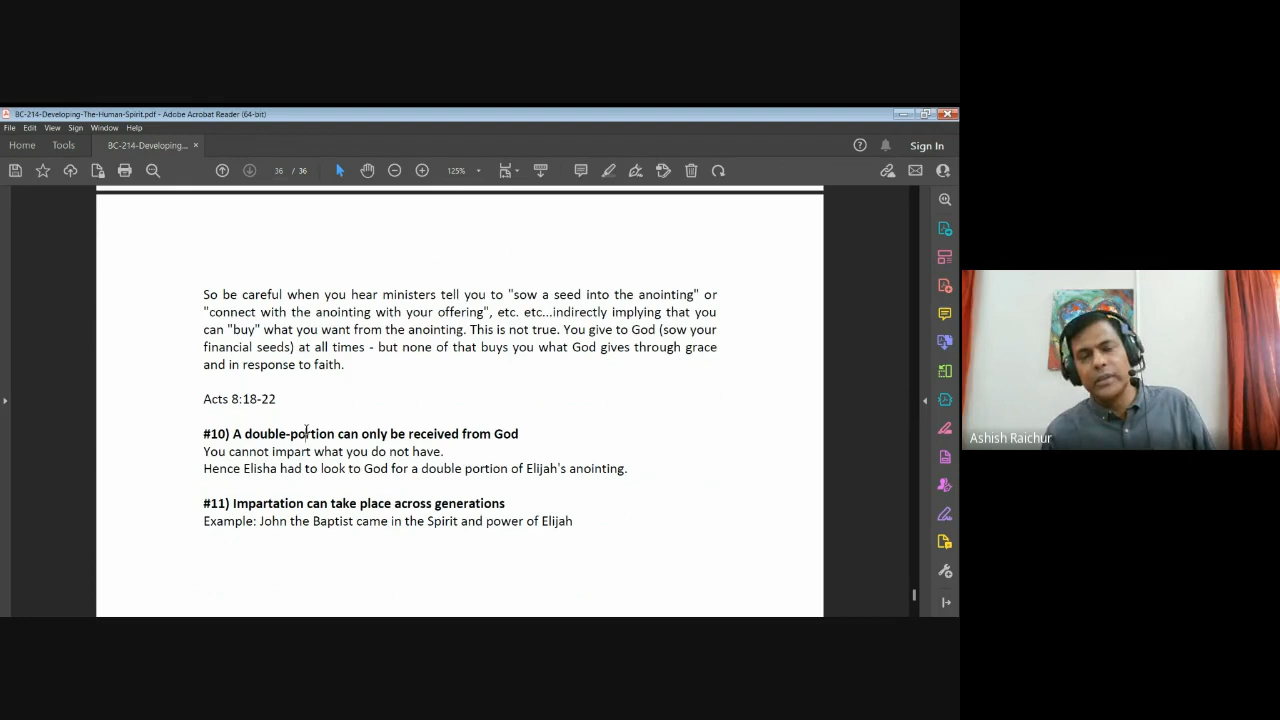 BC-214-Developing-The-Human-Spirit.pdf - Adobe Acrobat Reader (64-bit)
File Edit View Sign Window Help
Home Tools BC-214-Developing... × Sign In
36 / 36 125%
So be careful when you hear ministers tell you to "sow a seed into the anointing" or
"connect with the anointing with your offering", etc. etc...indirectly implying that you
can "buy" what you want from the anointing. This is not true. You give to God (sow your
financial seeds) at all times - but none of that buys you what God gives through grace
and in response to faith.
Acts 8:18-22
#10) A double-portion can only be received from God
You cannot impart what you do not have.
Hence Elisha had to look to God for a double portion of Elijah's anointing.
#11) Impartation can take place across generations
Example: John the Baptist came in the Spirit and power of Elijah
Ashish Raichur